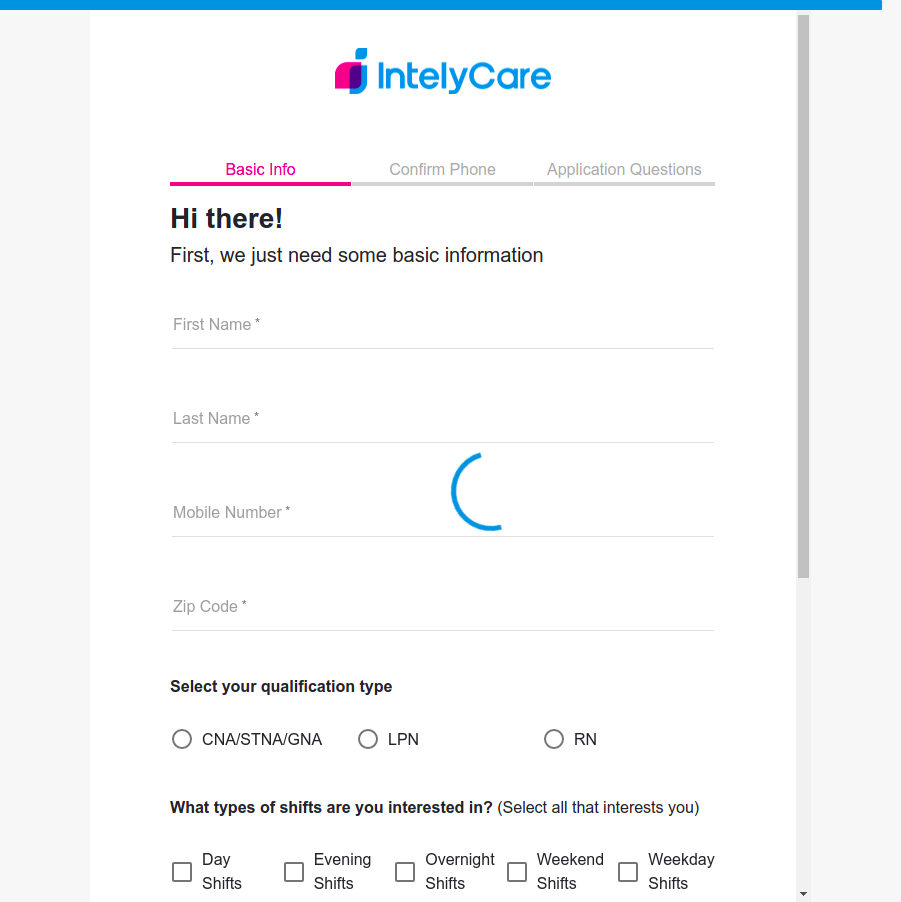 IntelyCare
Basic Info
Confirm Phone
Application Questions
Hi there!
First, we just need some basic information
First Name *
Last Name *
Mobile Number *
Zip Code *
Select your qualification type
CNA/STNA/GNA
LPN
RN
What types of shifts are you interested in? (Select all that interests you)
Day
Shifts
Evening
Shifts
Overnight
Shifts
Weekend
Shifts
Weekday
Shifts